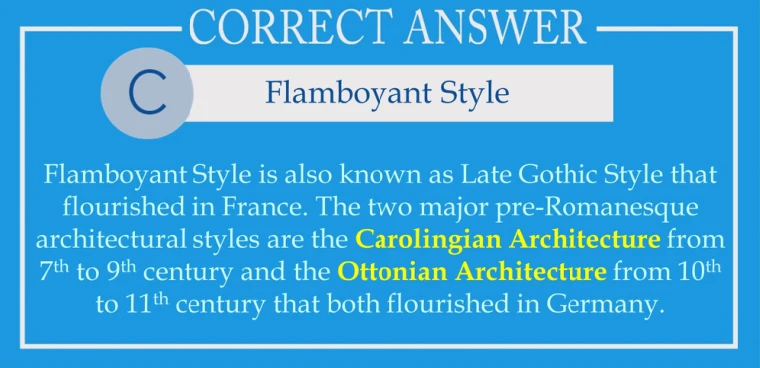 CORRECT ANSWER
C
Flamboyant Style
Flamboyant Style is also known as Late Gothic Style that
flourished in France. The two major pre-Romanesque
architectural styles are the Carolingian Architecture from
7th to 9th century and the Ottonian Architecture from 10th
to 11th century that both flourished in Germany.